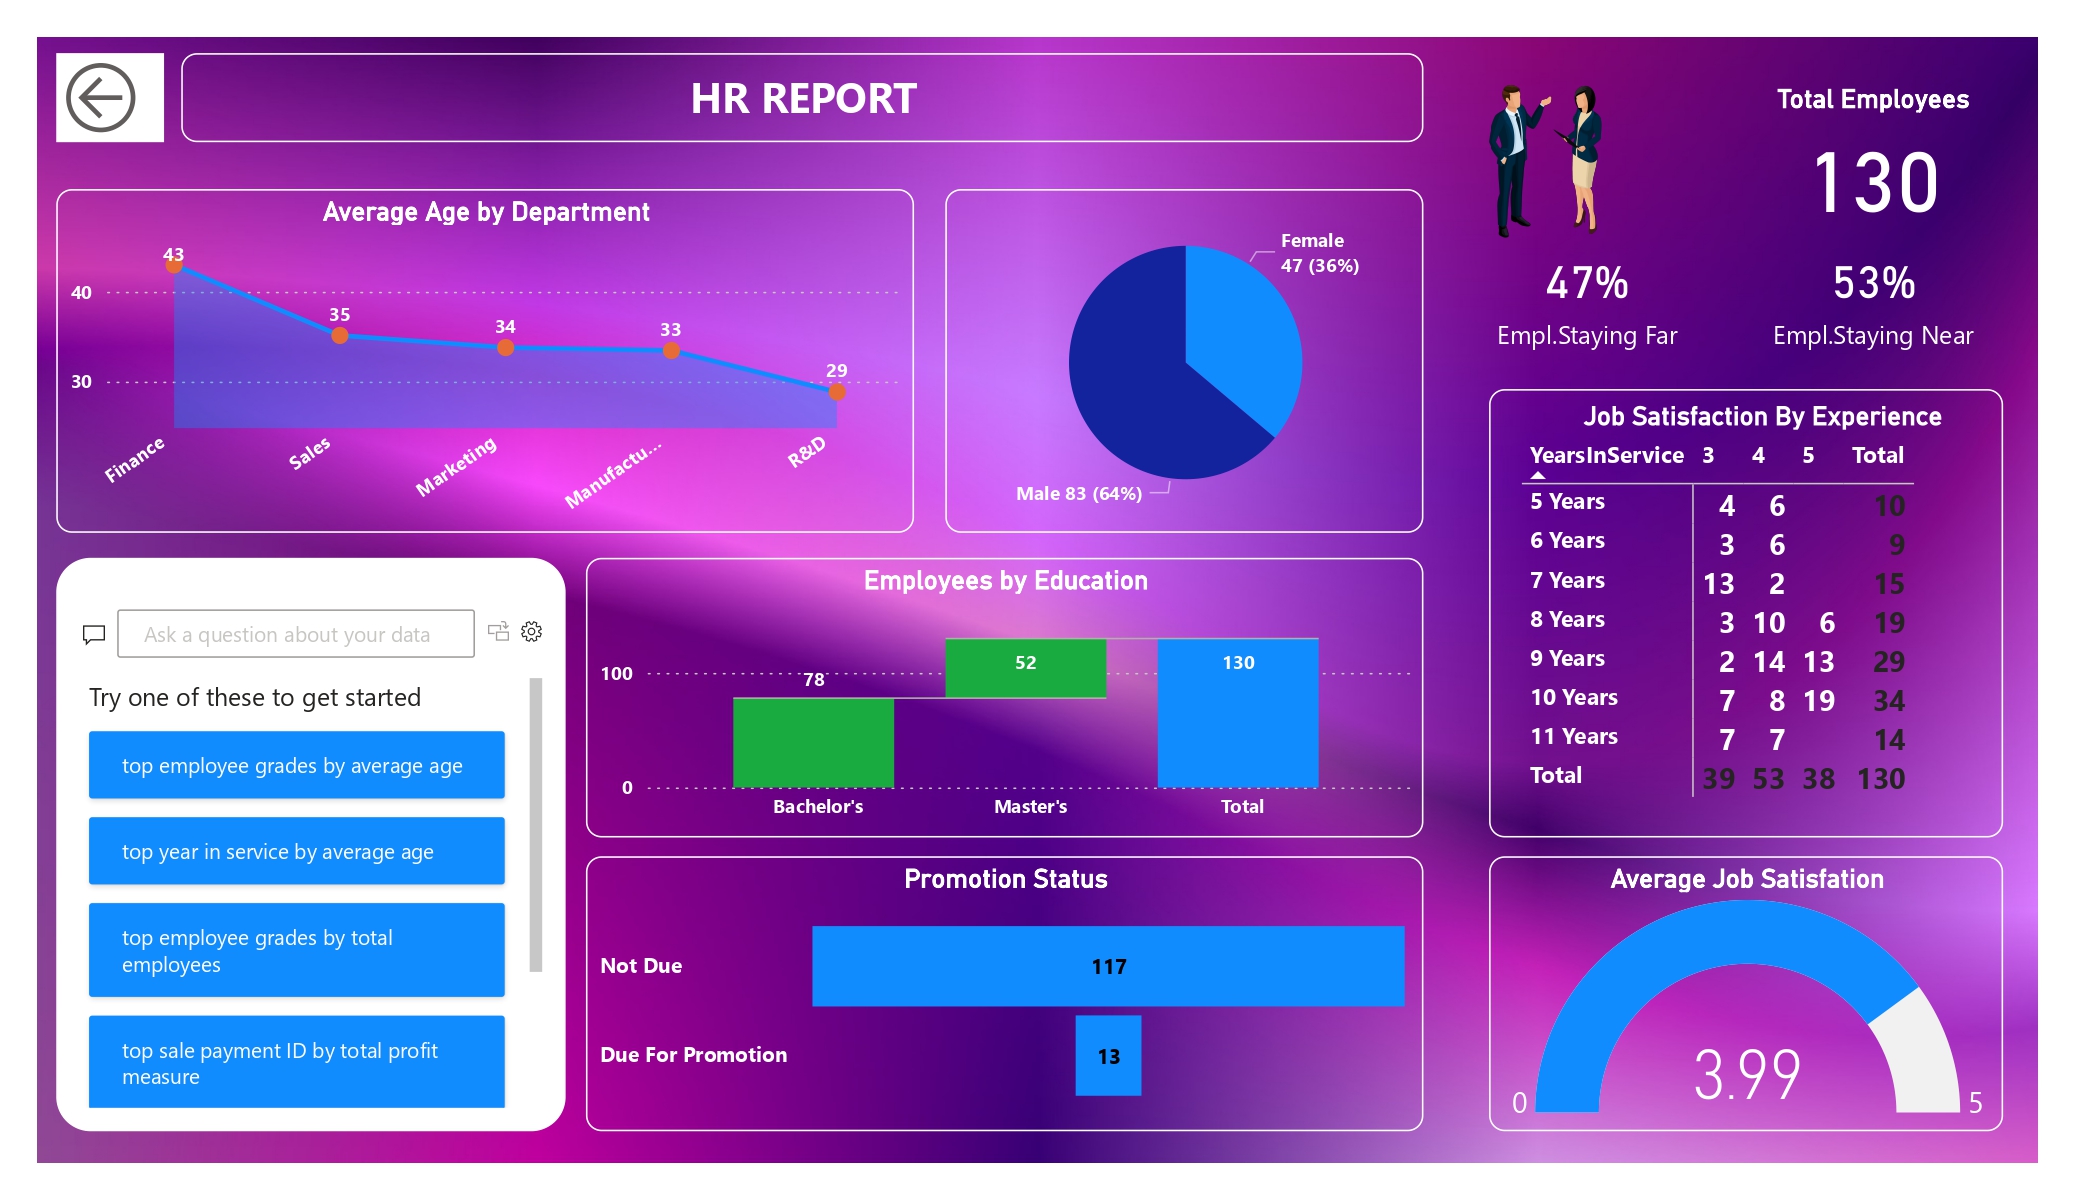 HR REPORT
Total Employees
130
47%
Empl.Staying Far
53%
Empl.Staying Near
Average Age by Department
43
40
35
34
33
30
29
Finance
Sales
Marketing
Manufactu...
R&D
Female
47 (36%)
Male 83 (64%)
Job Satisfaction By Experience
YearsInService 3 4 5 Total
5 Years 4 6 10
6 Years 3 6 9
7 Years 13 2 15
8 Years 3 10 6 19
9 Years 2 14 13 29
10 Years 7 8 19 34
11 Years 7 7 14
Total 39 53 38 130
Ask a question about your data
Try one of these to get started
top employee grades by average age
top year in service by average age
top employee grades by total
employees
top sale payment ID by total profit
measure
Employees by Education
100
0
78
52
130
Bachelor's
Master's
Total
Promotion Status
Not Due
117
Due For Promotion
13
Average Job Satisfation
3.99
0
5